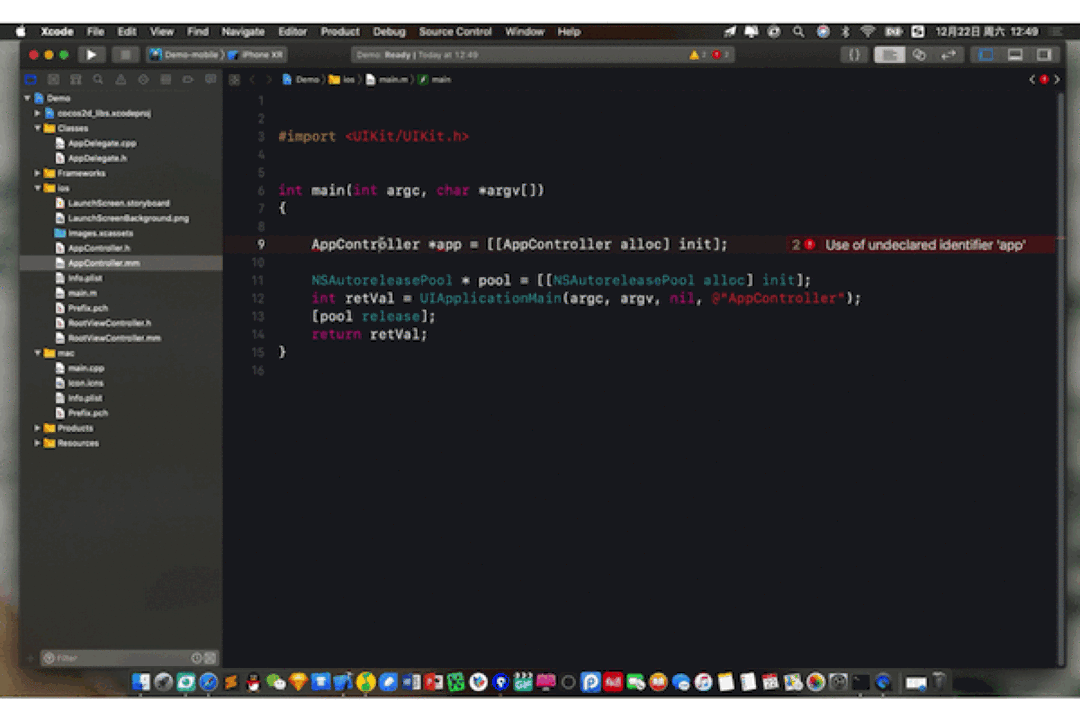 Xcode File Edit View Find Navigate Editor Product Debug Source Control Window Help 12月22日 周六 12:49
Demo-mobile iPhone XR Demo: Ready | Today at 12:49
Demo ios main.m main
Demo
cocos2d_libs.xcodeproj
Classes
AppDelegate.cpp
AppDelegate.h
Frameworks
ios
LaunchScreen.storyboard
LaunchScreenBackground.png
Images.xcassets
AppController.h
AppController.mm
Info.plist
main.m
Prefix.pch
RootViewController.h
RootViewController.mm
mac
main.cpp
Icon.icns
Info.plist
Prefix.pch
Products
Resources
Filter
1
2
3 #import <UIKit/UIKit.h>
4
5
6 int main(int argc, char *argv[])
7 {
8
9 AppController *app = [[AppController alloc] init]; 2 Use of undeclared identifier 'app'
10
11 NSAutoreleasePool * pool = [[NSAutoreleasePool alloc] init];
12 int retVal = UIApplicationMain(argc, argv, nil, @"AppController");
13 [pool release];
14 return retVal;
15 }
16